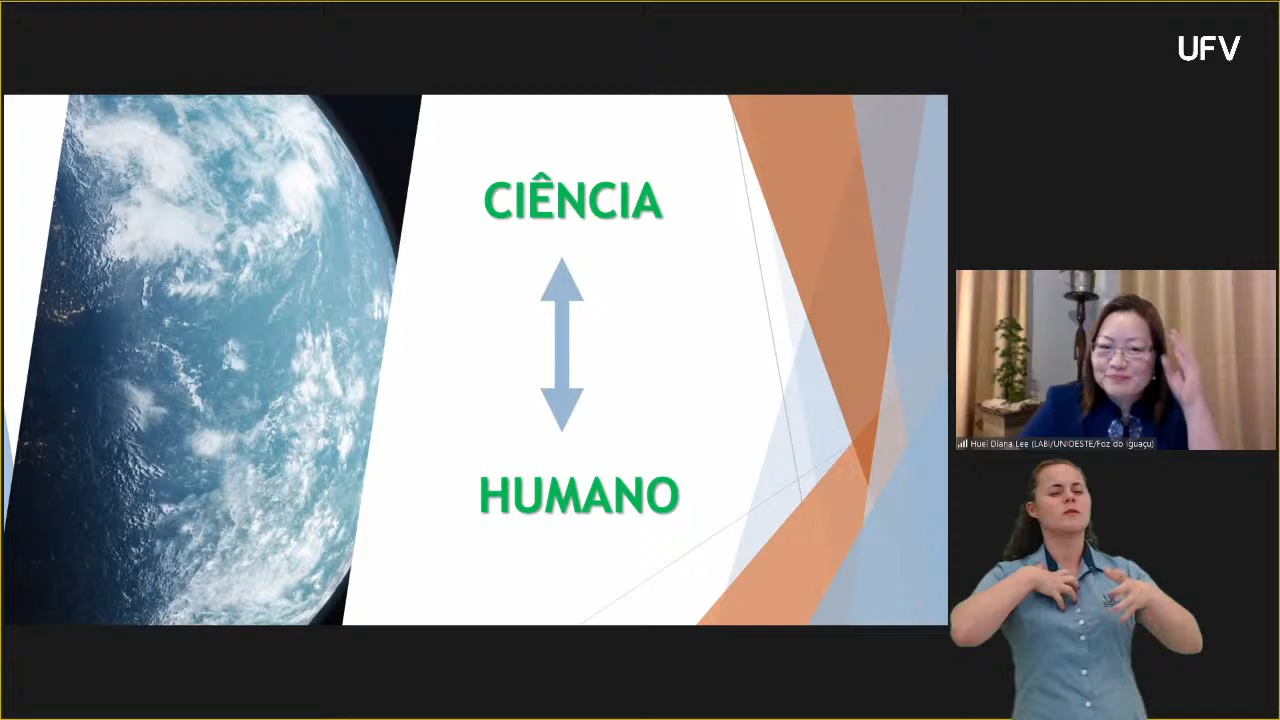 UFV
CIÊNCIA
HUMANO
Huei Diana Lee (LABI/UNIOESTE/Foz do Iguaçu)